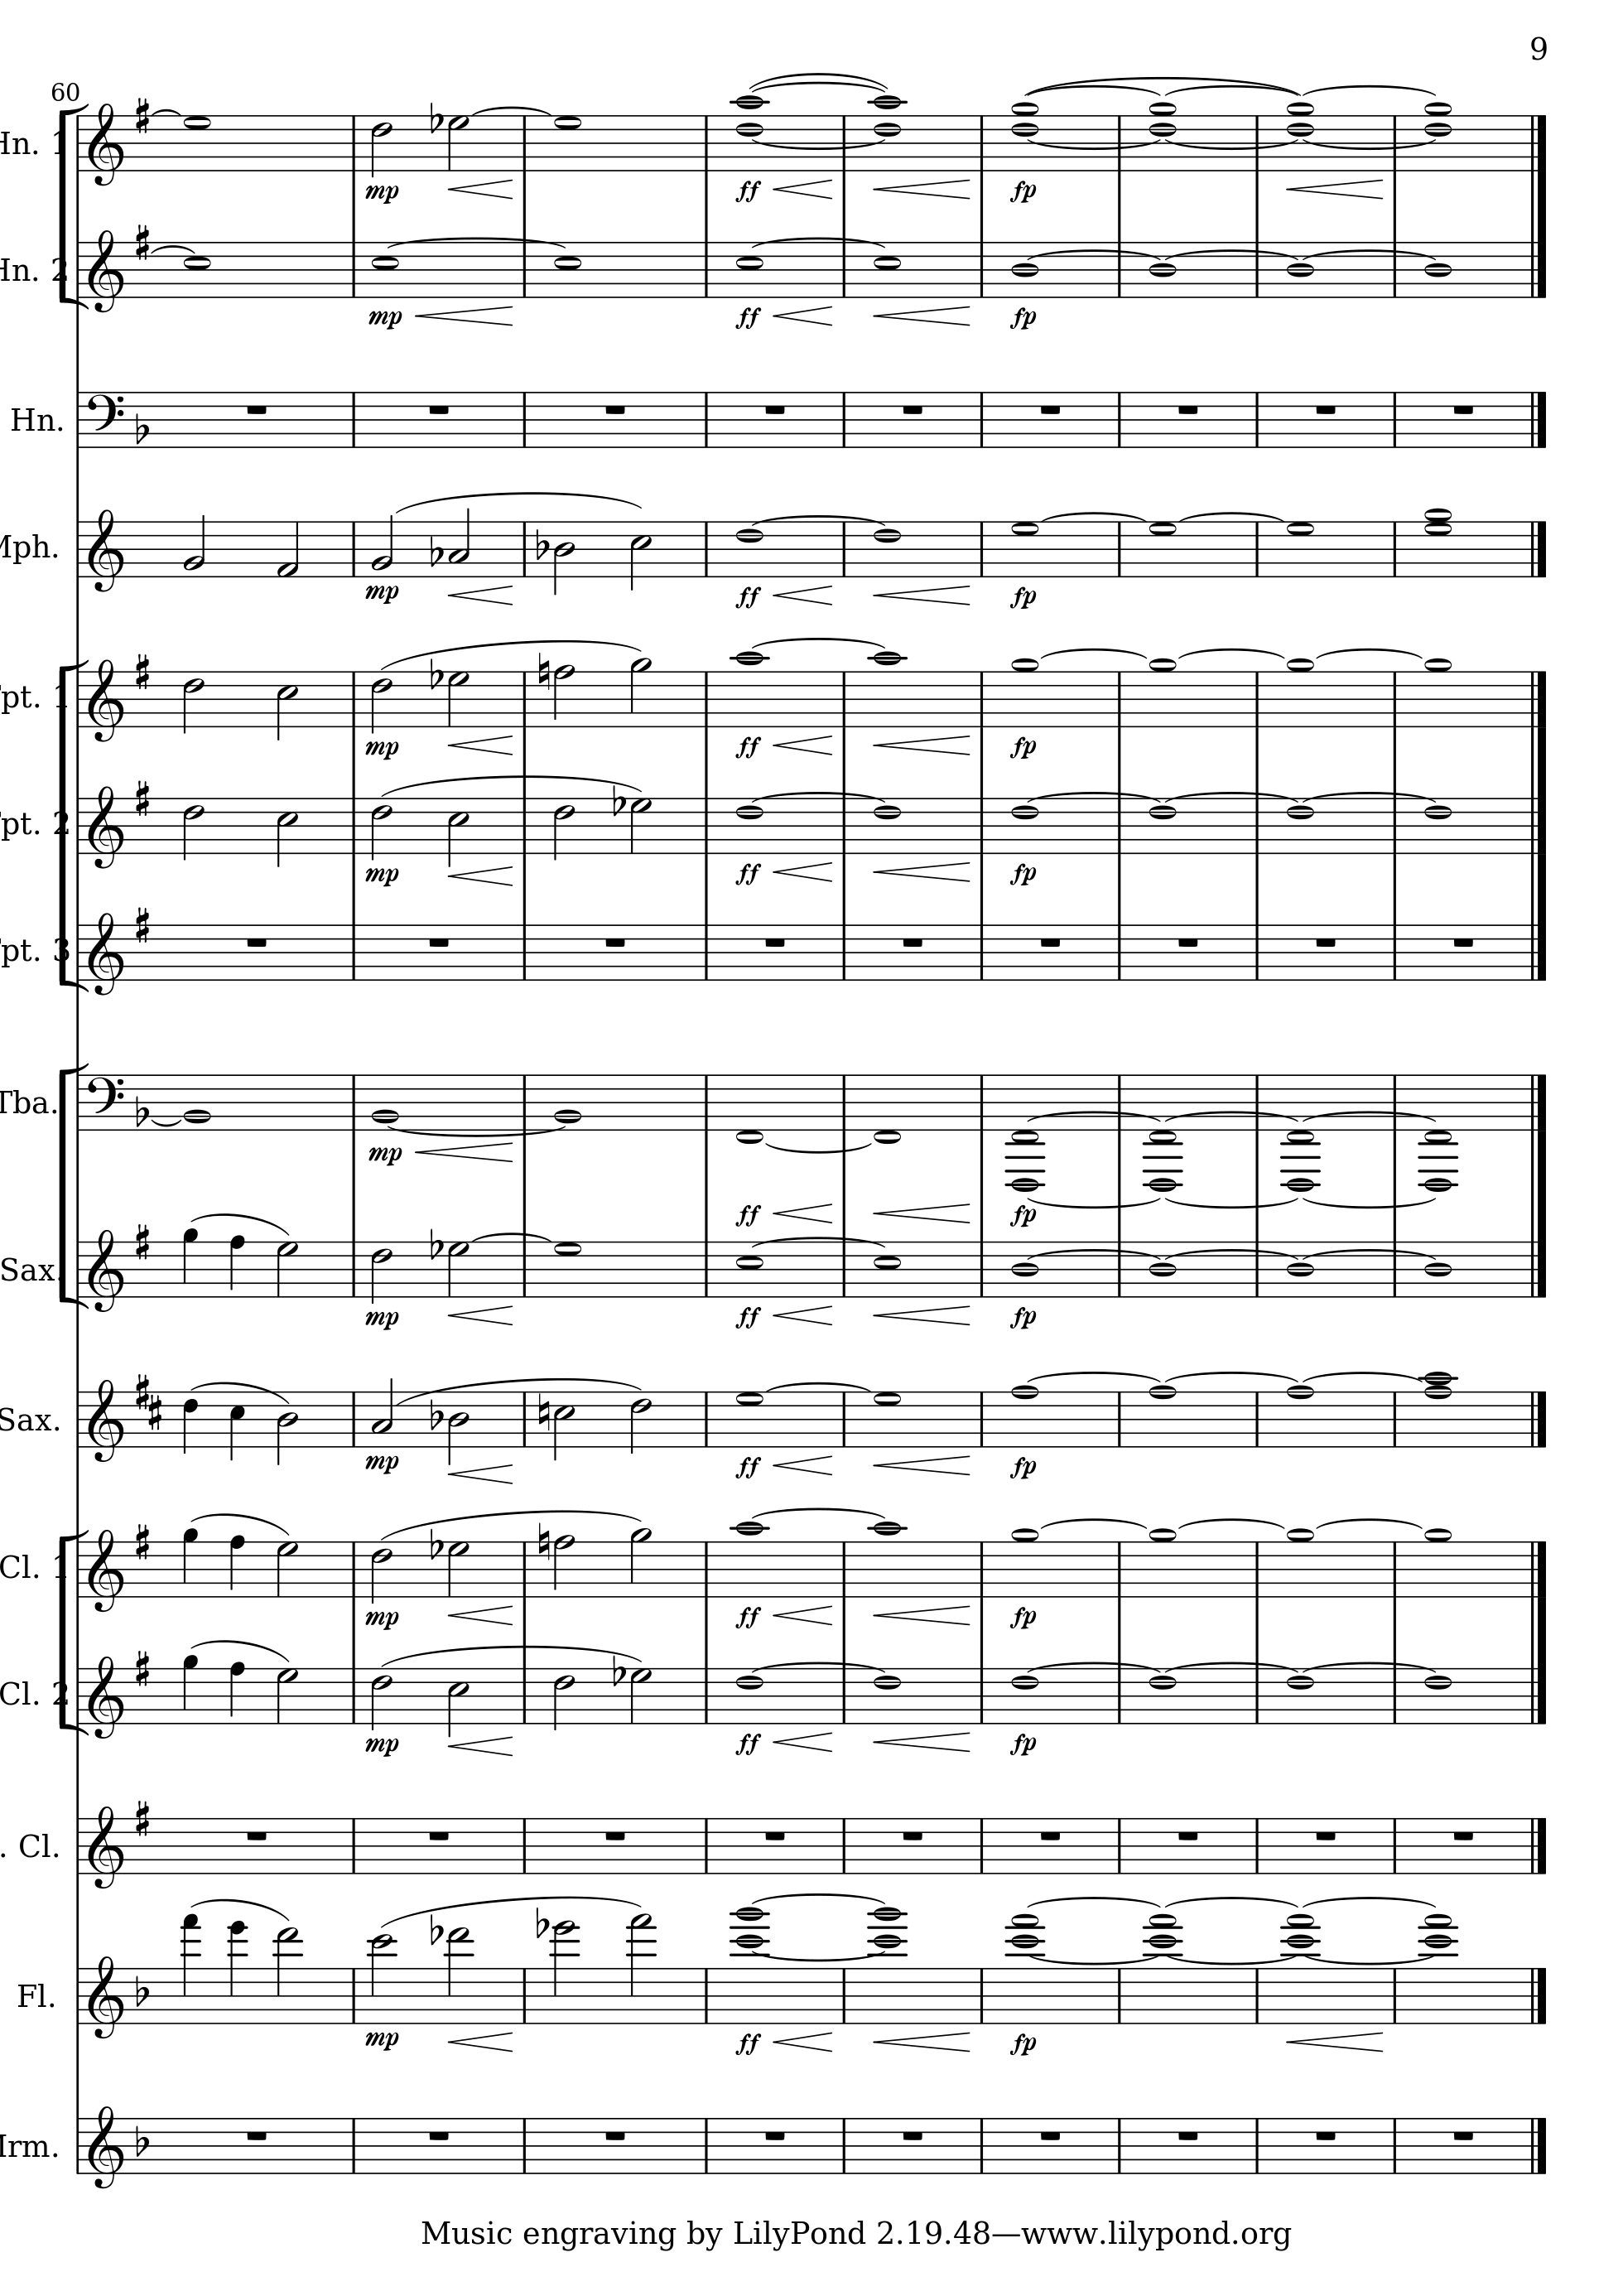 9
60
Hn. 1
mp
ff
fp
Hn. 2
mp
ff
fp
Hn.
Mph.
mp
ff
fp
Tpt. 1
mp
ff
fp
Tpt. 2
mp
ff
fp
Tpt. 3
Tba.
mp
ff
fp
Sax.
mp
ff
fp
Sax.
mp
ff
fp
Cl. 1
mp
ff
fp
Cl. 2
mp
ff
fp
. Cl.
Fl.
mp
ff
fp
Mrm.
Music engraving by LilyPond 2.19.48—www.lilypond.org